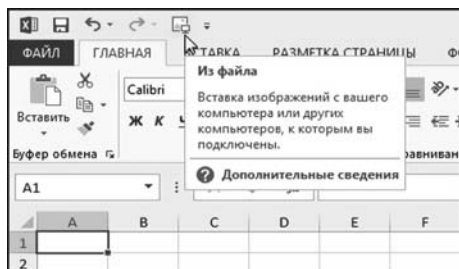 ФАЙЛ ГЛАВНАЯ ВСТАВКА РАЗМЕТКА СТРАНИЦЫ
Из файла
Вставка изображений с вашего
компьютера или других
компьютеров, к которым вы
подключены.
Дополнительные сведения
Calibri
Вставить
Ж К
Буфер обмена
A1
A B C D E F
1
2